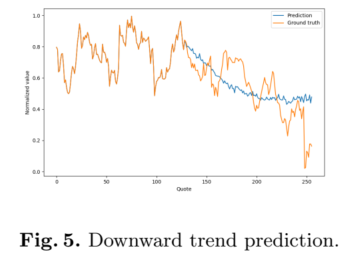 Prediction
Ground truth
1.0
0.8
0.6
0.4
0.2
0.0
Normalized value
0
50
100
150
200
250
Quote
Fig. 5. Downward trend prediction.